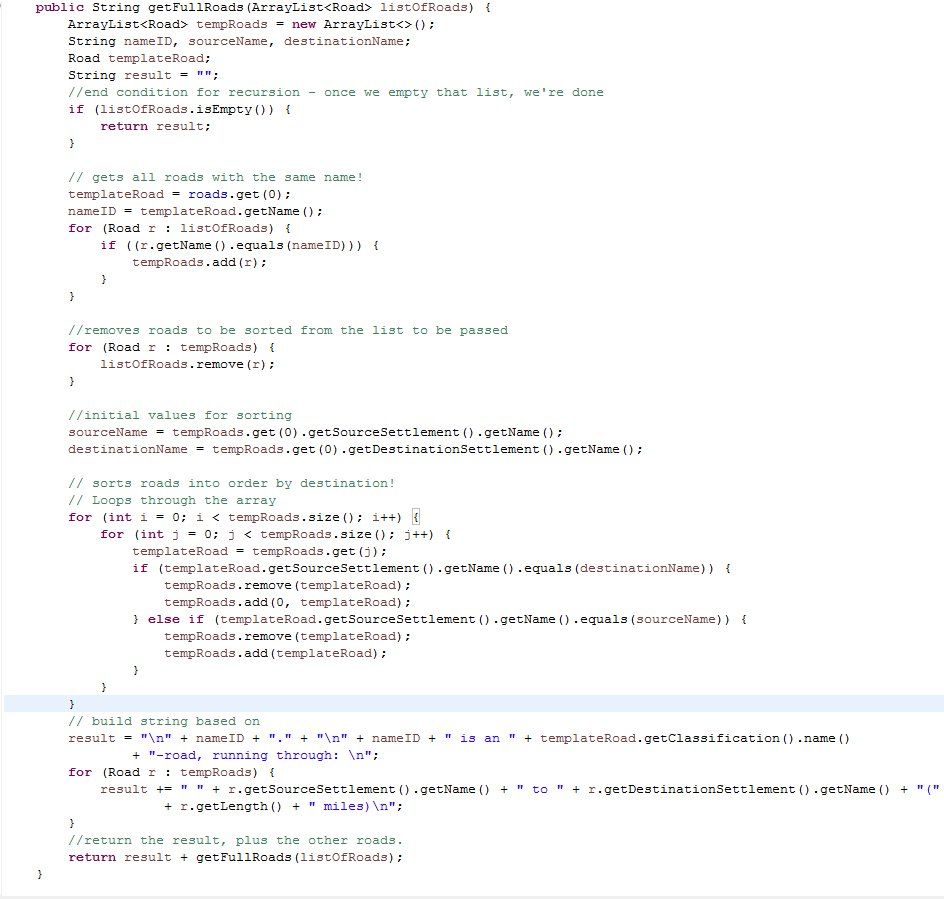 public String getFullRoads(ArrayList<Road> listOfRoads) {
ArrayList<Road> tempRoads = new ArrayList<>();
String nameID, sourceName, destinationName;
Road templateRoad;
String result = "";
//end condition for recursion - once we empty that list, we're done
if (listOfRoads.isEmpty()) {
return result;
}
// gets all roads with the same name!
templateRoad = roads.get(0);
nameID = templateRoad.getName();
for (Road r : listOfRoads) {
if ((r.getName().equals(nameID))) {
tempRoads.add(r);
}
}
//removes roads to be sorted from the list to be passed
for (Road r : tempRoads) {
listOfRoads.remove(r);
}
//initial values for sorting
sourceName = tempRoads.get(0).getSourceSettlement().getName();
destinationName = tempRoads.get(0).getDestinationSettlement().getName();
// sorts roads into order by destination!
// Loops through the array
for (int i = 0; i < tempRoads.size(); i++) {
for (int j = 0; j < tempRoads.size(); j++) {
templateRoad = tempRoads.get(j);
if (templateRoad.getSourceSettlement().getName().equals(destinationName)) {
tempRoads.remove(templateRoad);
tempRoads.add(0, templateRoad);
} else if (templateRoad.getSourceSettlement().getName().equals(sourceName)) {
tempRoads.remove(templateRoad);
tempRoads.add(templateRoad);
}
}
}
// build string based on
result = "\n" + nameID + "." + "\n" + nameID + " is an " + templateRoad.getClassification().name()
+ "-road, running through: \n";
for (Road r : tempRoads) {
result += " " + r.getSourceSettlement().getName() + " to " + r.getDestinationSettlement().getName() + "("
+ r.getLength() + " miles)\n";
}
//return the result, plus the other roads.
return result + getFullRoads(listOfRoads);
}